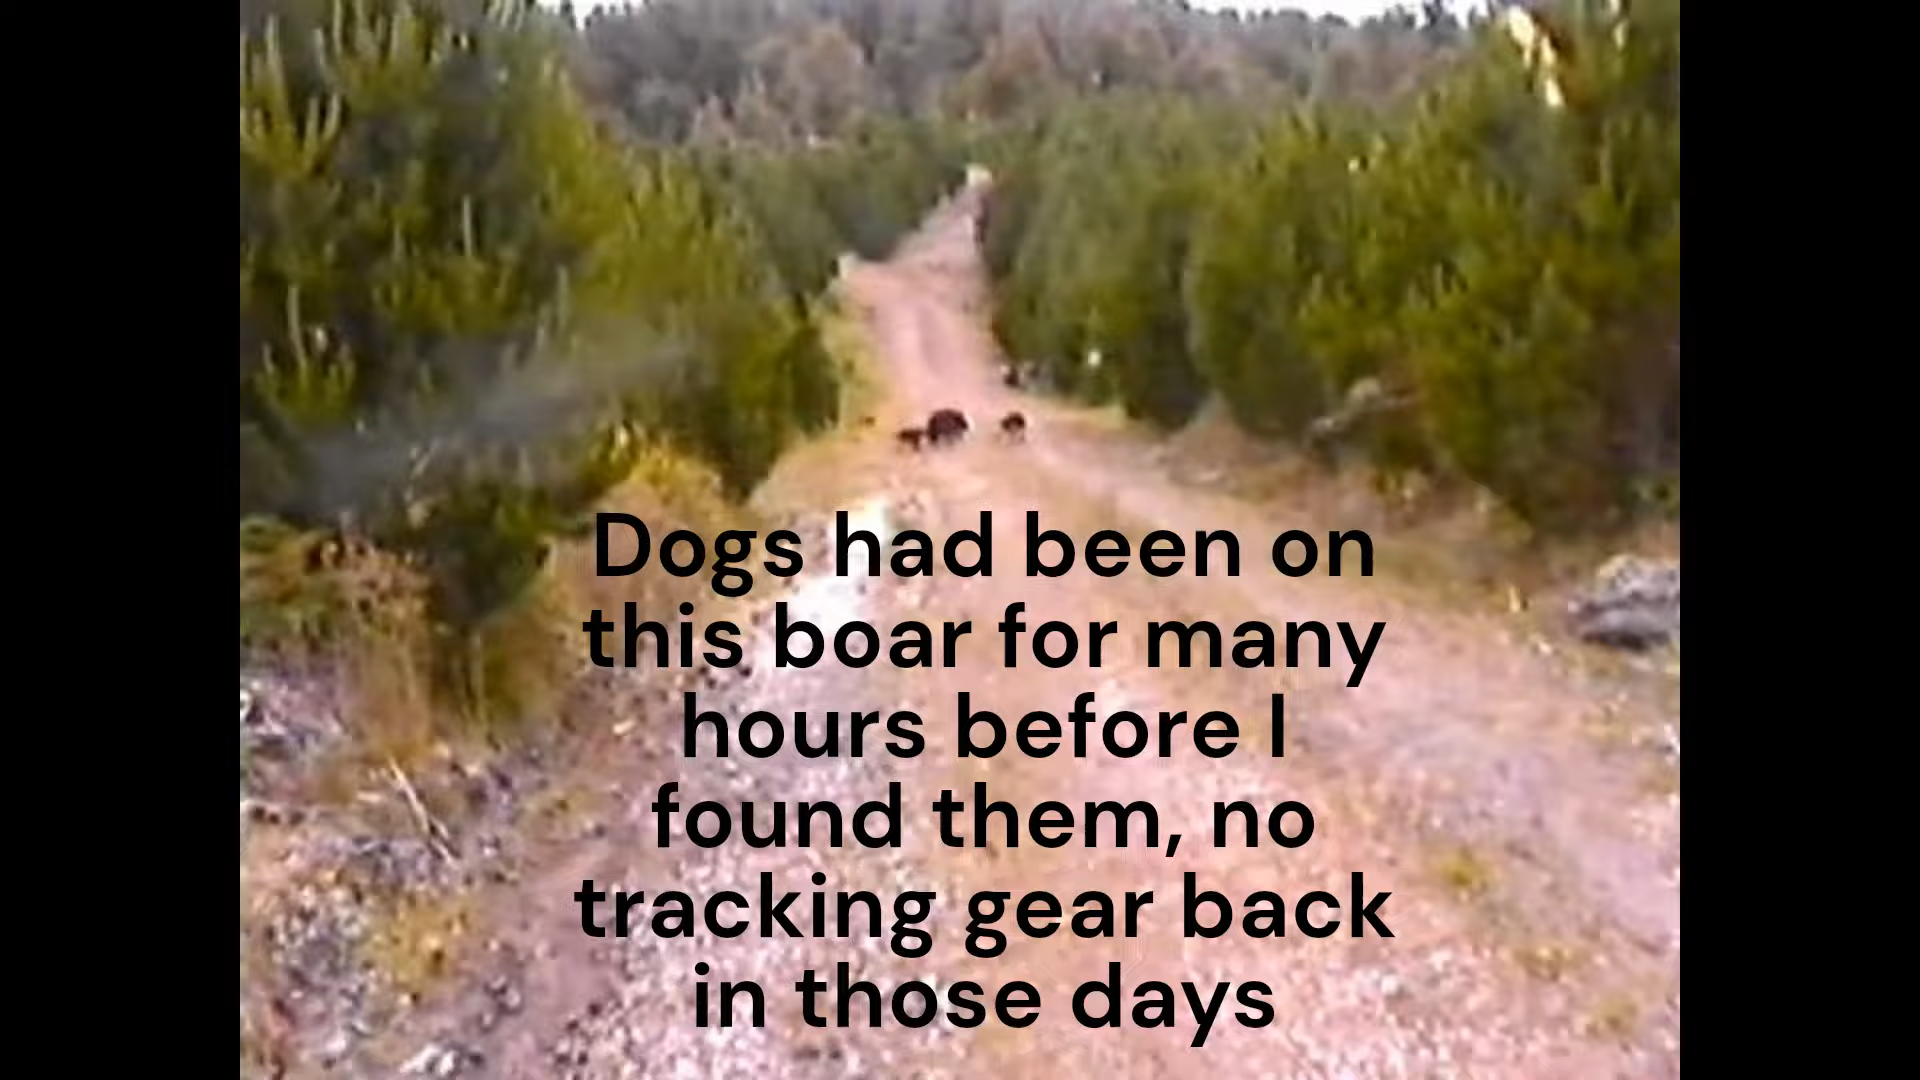 Dogs had been on
this boar for many
hours before I
found them, no
tracking gear back
in those days